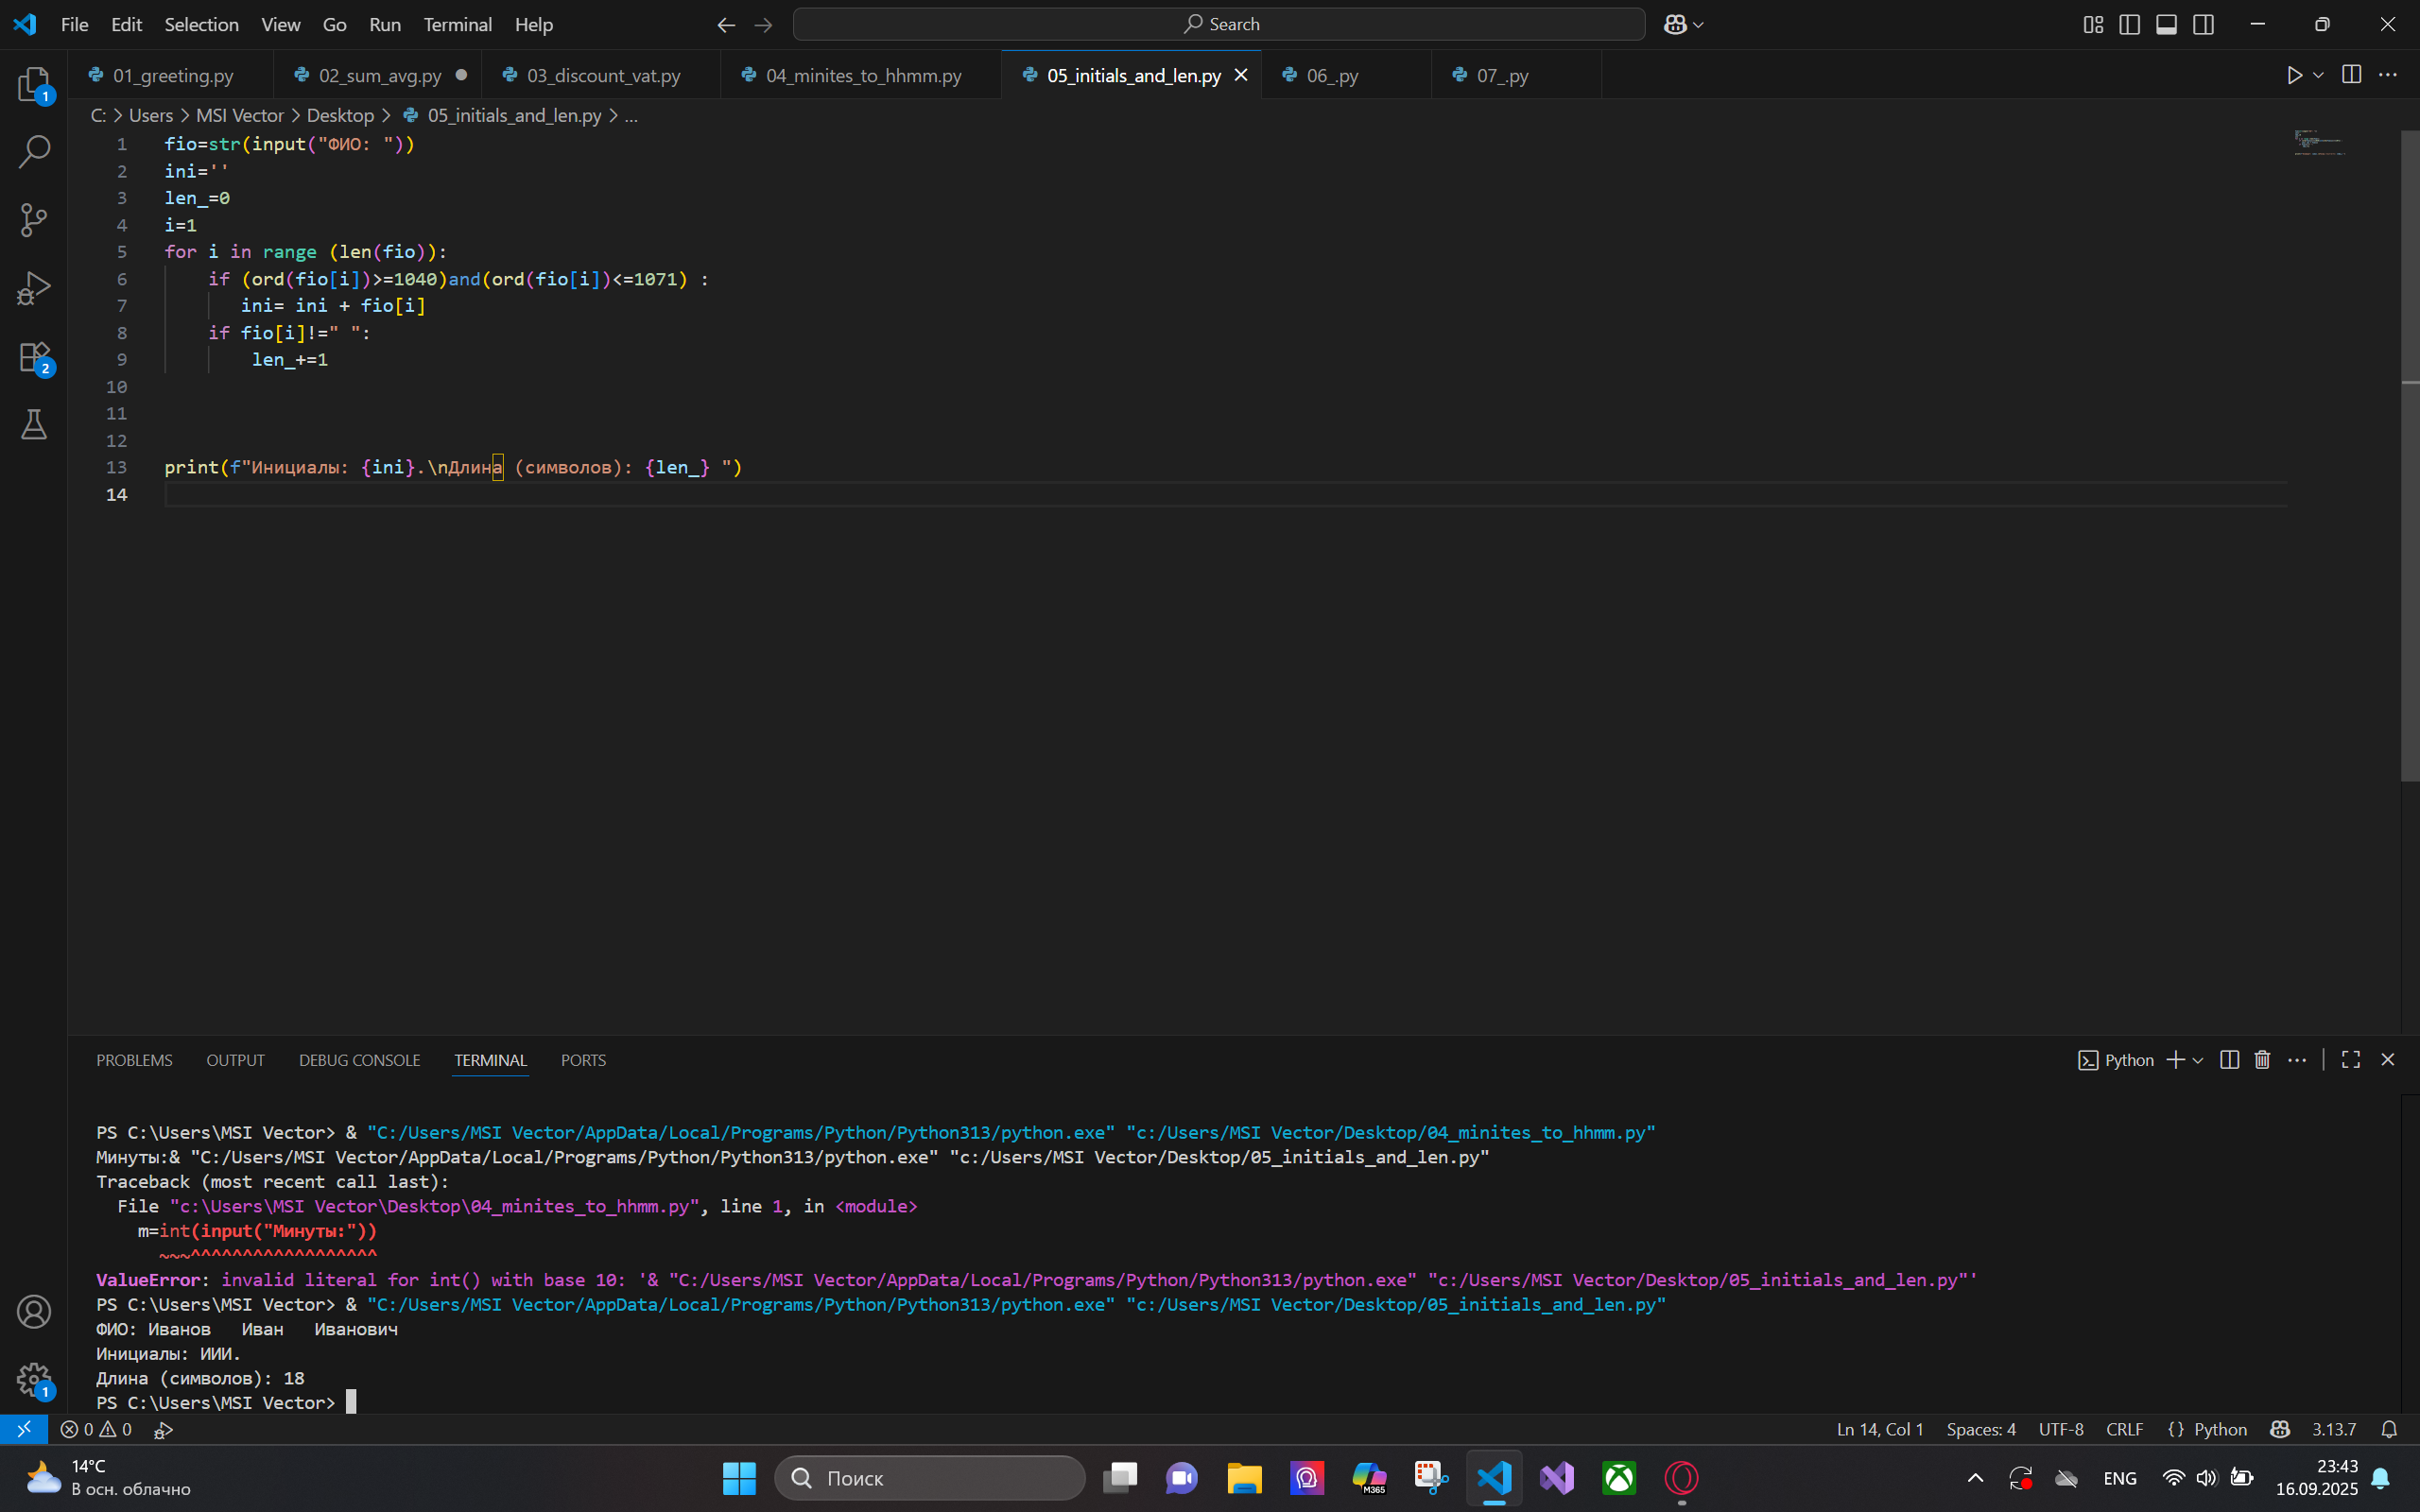 File Edit Selection View Go Run Terminal Help Search
01_greeting.py 02_sum_avg.py 03_discount_vat.py 04_minites_to_hhmm.py 05_initials_and_len.py 06_.py 07_.py
C: > Users > MSI Vector > Desktop > 05_initials_and_len.py > ...
1 fio=str(input("ФИО: "))
2 ini=''
3 len_=0
4 i=1
5 for i in range (len(fio)):
6 if (ord(fio[i])>=1040)and(ord(fio[i])<=1071) :
7 ini= ini + fio[i]
8 if fio[i]!=" ":
9 len_+=1
10
11
12
13 print(f"Инициалы: {ini}.\nДлина (символов): {len_} ")
14
1
2
1
PROBLEMS OUTPUT DEBUG CONSOLE TERMINAL PORTS Python
PS C:\Users\MSI Vector> & "C:/Users/MSI Vector/AppData/Local/Programs/Python/Python313/python.exe" "c:/Users/MSI Vector/Desktop/04_minites_to_hhmm.py"
Минуты:& "C:/Users/MSI Vector/AppData/Local/Programs/Python/Python313/python.exe" "c:/Users/MSI Vector/Desktop/05_initials_and_len.py"
Traceback (most recent call last):
File "c:\Users\MSI Vector\Desktop\04_minites_to_hhmm.py", line 1, in <module>
m=int(input("Минуты:"))
~~~^^^^^^^^^^^^^^^^^^
ValueError: invalid literal for int() with base 10: '& "C:/Users/MSI Vector/AppData/Local/Programs/Python/Python313/python.exe" "c:/Users/MSI Vector/Desktop/05_initials_and_len.py"'
PS C:\Users\MSI Vector> & "C:/Users/MSI Vector/AppData/Local/Programs/Python/Python313/python.exe" "c:/Users/MSI Vector/Desktop/05_initials_and_len.py"
ФИО: Иванов   Иван   Иванович
Инициалы: ИИИ.
Длина (символов): 18
PS C:\Users\MSI Vector>
0 0 Ln 14, Col 1 Spaces: 4 UTF-8 CRLF {} Python 3.13.7
14°C
В осн. облачно
Поиск
M365
ENG
23:43
16.09.2025